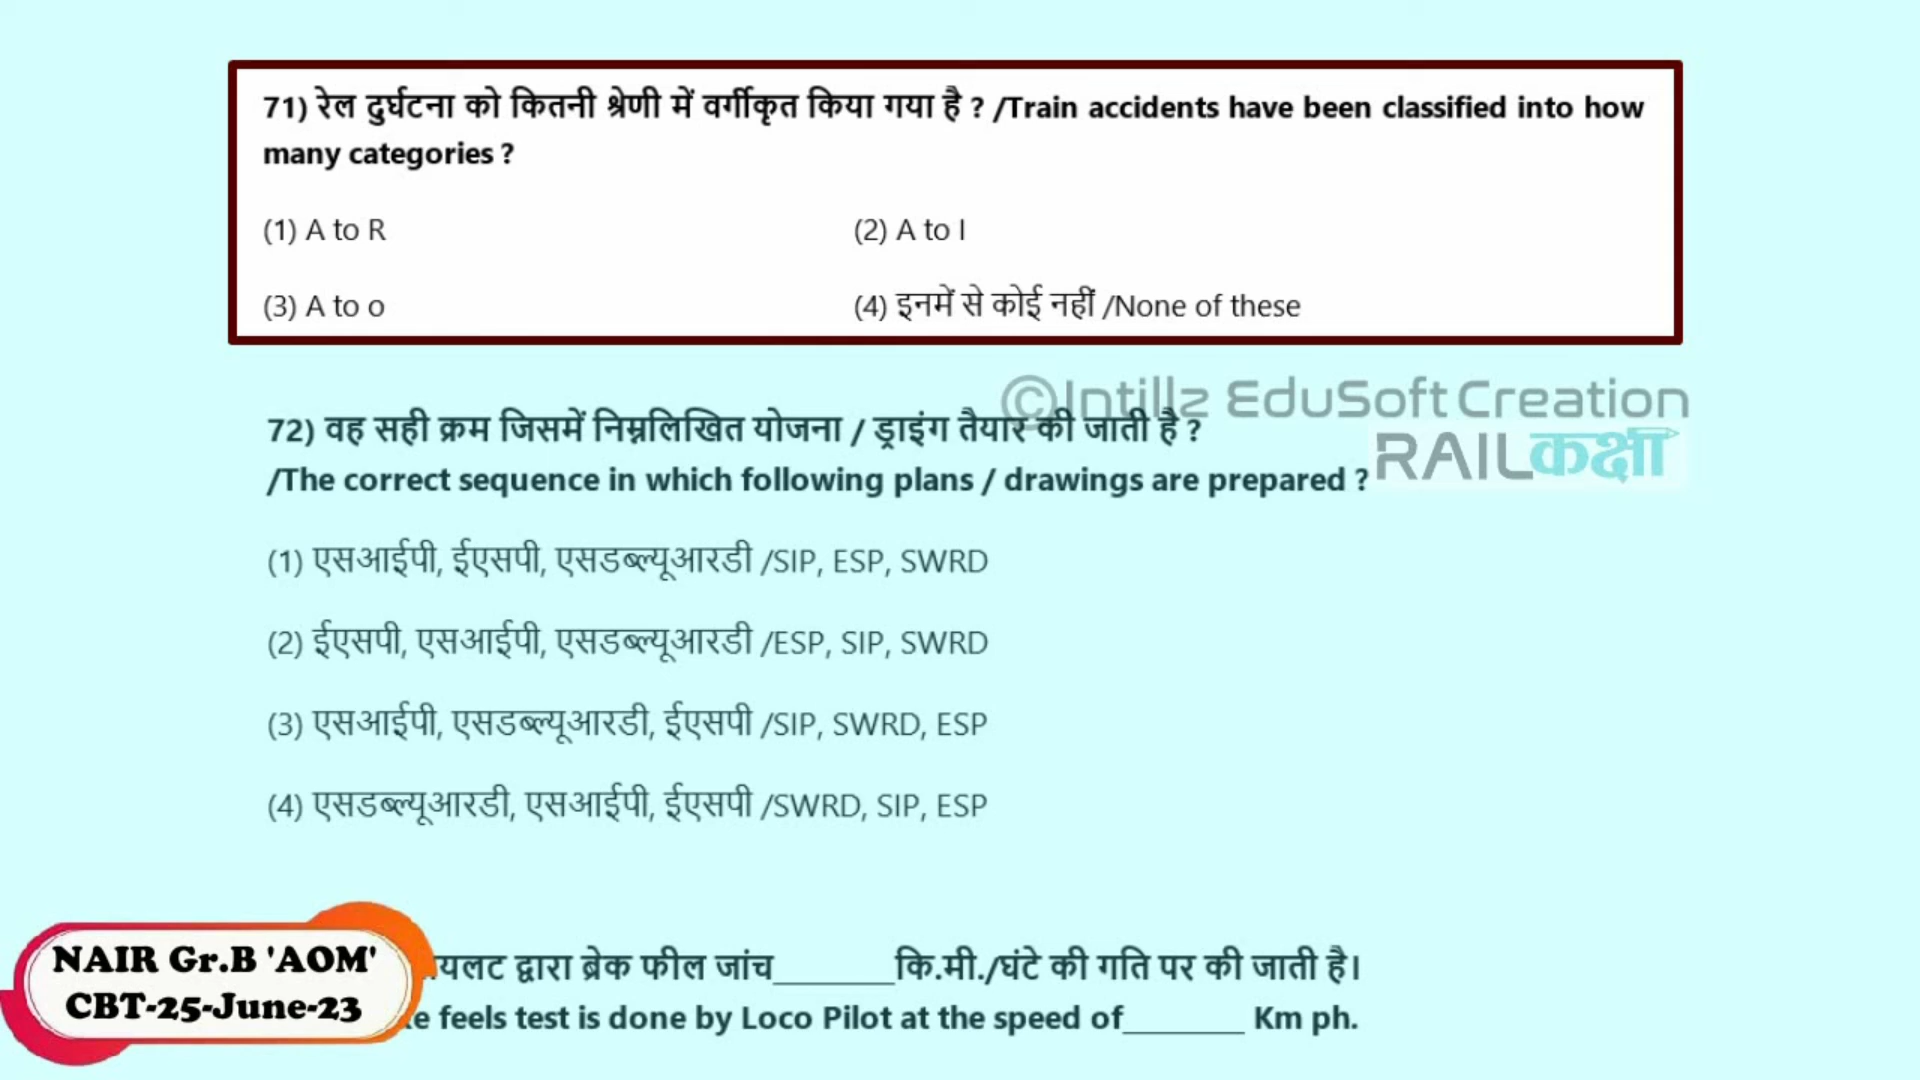 71) रेल दुर्घटना को कितनी श्रेणी में वर्गीकृत किया गया है ? /Train accidents have been classified into how
many categories ?
(1) A to R (2) A to I
(3) A to o (4) इनमें से कोई नहीं /None of these
©Intillz EduSoft Creation
RAILकक्षा
72) वह सही क्रम जिसमें निम्नलिखित योजना / ड्राइंग तैयार की जाती है ?
/The correct sequence in which following plans / drawings are prepared ?
(1) एसआईपी, ईएसपी, एसडब्ल्यूआरडी /SIP, ESP, SWRD
(2) ईएसपी, एसआईपी, एसडब्ल्यूआरडी /ESP, SIP, SWRD
(3) एसआईपी, एसडब्ल्यूआरडी, ईएसपी /SIP, SWRD, ESP
(4) एसडब्ल्यूआरडी, एसआईपी, ईएसपी /SWRD, SIP, ESP
NAIR Gr.B 'AOM'
CBT-25-June-23
द्वारा ब्रेक फील जांच_______कि.मी./घंटे की गति पर की जाती है।
feels test is done by Loco Pilot at the speed of_______ Km ph.